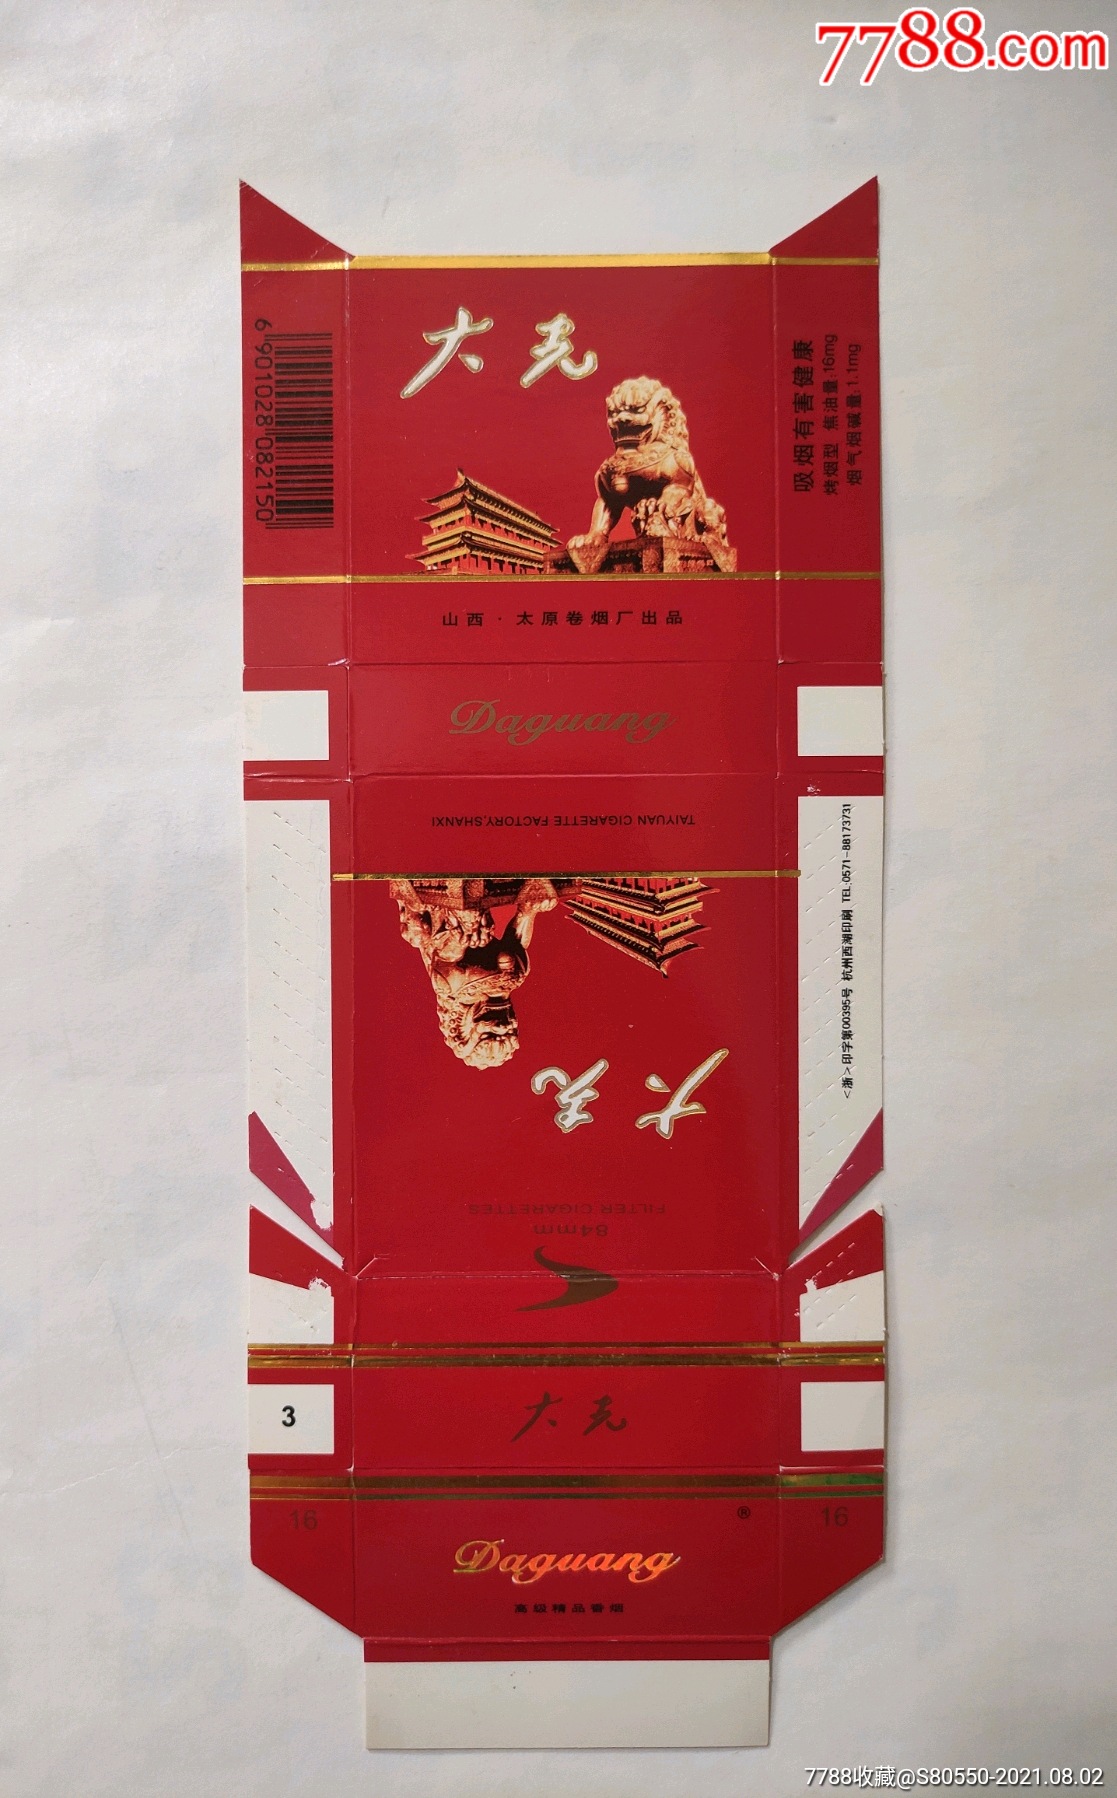 7788.com
大光
6 901028 082150
吸烟有害健康
烤烟型 焦油量:16mg
烟气烟碱量:1.1mg
山西·太原卷烟厂出品
Daguang
TAIYUAN CIGARETTE FACTORY,SHANXI
<浙>印字第00395号 杭州西湖印刷 TEL:0571-88173731
大光
FILTER CIGARETTES
84mm
大光
3
16
16
®
Daguang
高级精品香烟
7788收藏@S80550-2021.08.02